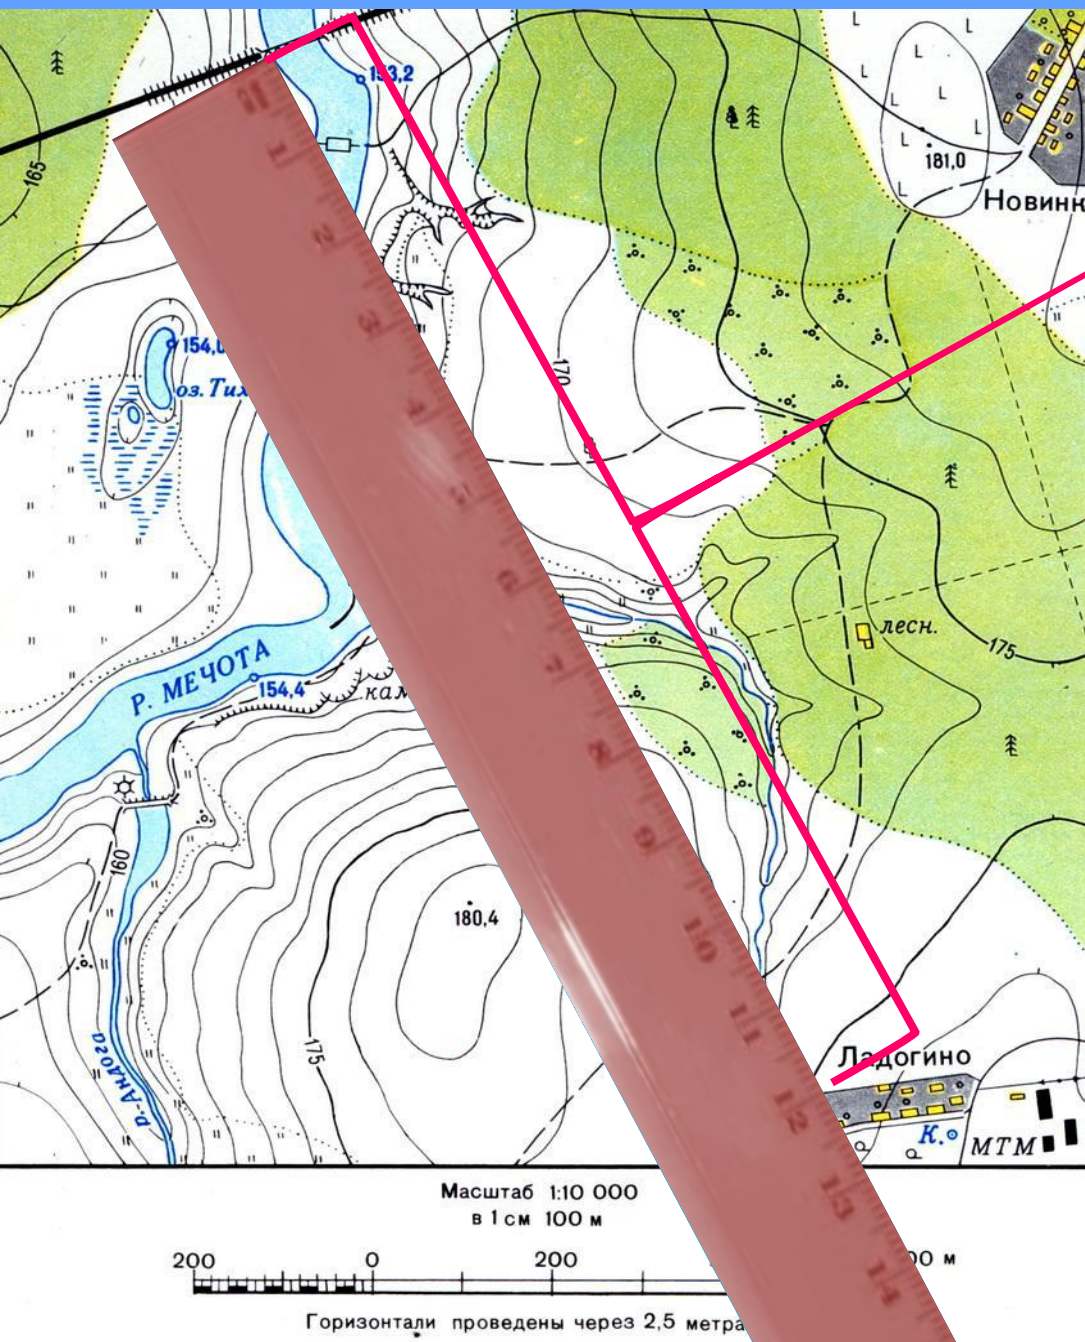 153,2
165
181,0
Новинк
154,0
оз. Тих
170
лесн.
175
Р. МЕЧОТА
154,4
кам
160
180,4
175
р. Андога
Ладогино
К.
МТМ
1
2
3
4
5
6
7
8
9
10
11
12
13
14
Масштаб 1:10 000
в 1 см 100 м
200 0 200 00 м
Горизонтали проведены через 2,5 метра